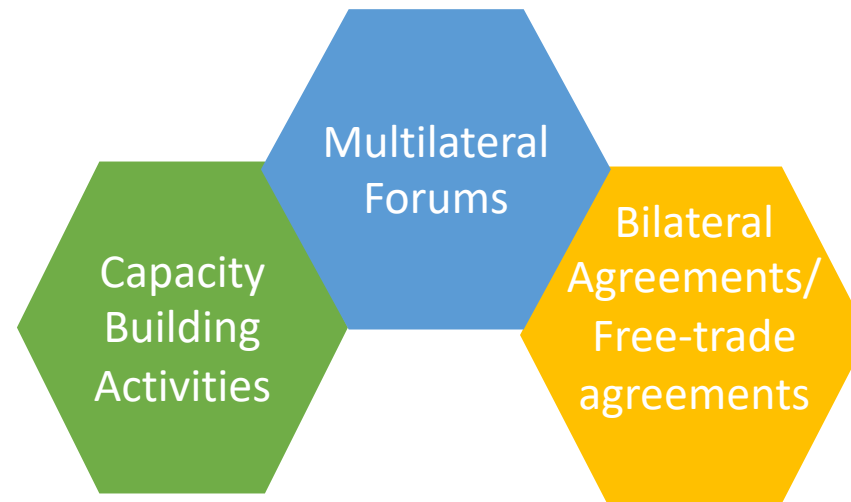 Multilateral
Forums
Capacity
Building
Activities
Bilateral
Agreements/
Free-trade
agreements